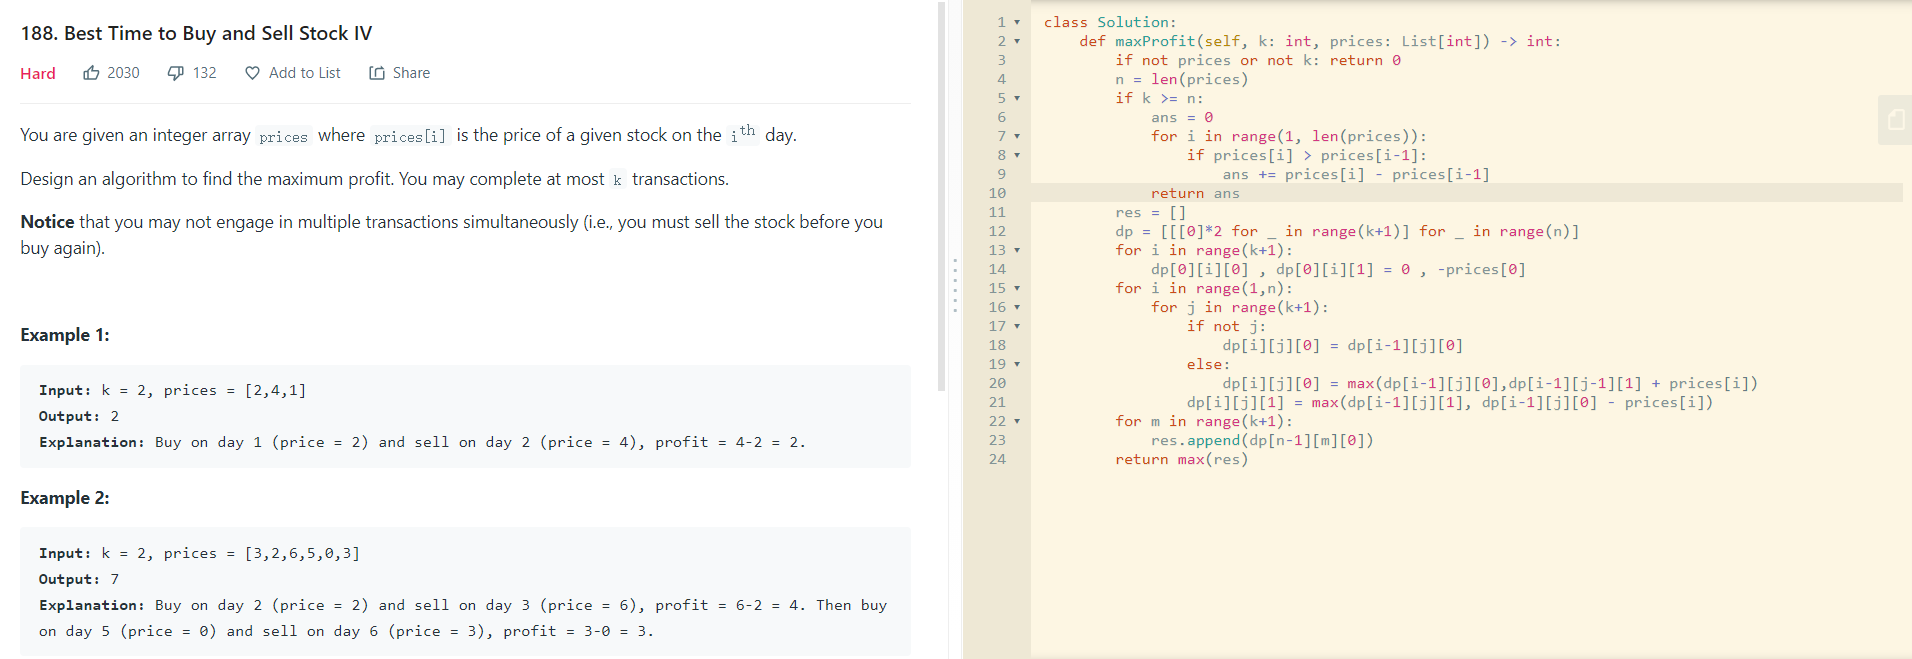 188. Best Time to Buy and Sell Stock IV
Hard 2030 132 Add to List Share
You are given an integer array prices where prices[i] is the price of a given stock on the ith day.
Design an algorithm to find the maximum profit. You may complete at most k transactions.
Notice that you may not engage in multiple transactions simultaneously (i.e., you must sell the stock before you
buy again).
Example 1:
Input: k = 2, prices = [2,4,1]
Output: 2
Explanation: Buy on day 1 (price = 2) and sell on day 2 (price = 4), profit = 4-2 = 2.
Example 2:
Input: k = 2, prices = [3,2,6,5,0,3]
Output: 7
Explanation: Buy on day 2 (price = 2) and sell on day 3 (price = 6), profit = 6-2 = 4. Then buy
on day 5 (price = 0) and sell on day 6 (price = 3), profit = 3-0 = 3.
1 class Solution:
2     def maxProfit(self, k: int, prices: List[int]) -> int:
3         if not prices or not k: return 0
4         n = len(prices)
5         if k >= n:
6             ans = 0
7             for i in range(1, len(prices)):
8                 if prices[i] > prices[i-1]:
9                     ans += prices[i] - prices[i-1]
10             return ans
11         res = []
12         dp = [[[0]*2 for _ in range(k+1)] for _ in range(n)]
13         for i in range(k+1):
14             dp[0][i][0] , dp[0][i][1] = 0 , -prices[0]
15         for i in range(1,n):
16             for j in range(k+1):
17                 if not j:
18                     dp[i][j][0] = dp[i-1][j][0]
19                 else:
20                     dp[i][j][0] = max(dp[i-1][j][0],dp[i-1][j-1][1] + prices[i])
21                 dp[i][j][1] = max(dp[i-1][j][1], dp[i-1][j][0] - prices[i])
22         for m in range(k+1):
23             res.append(dp[n-1][m][0])
24         return max(res)